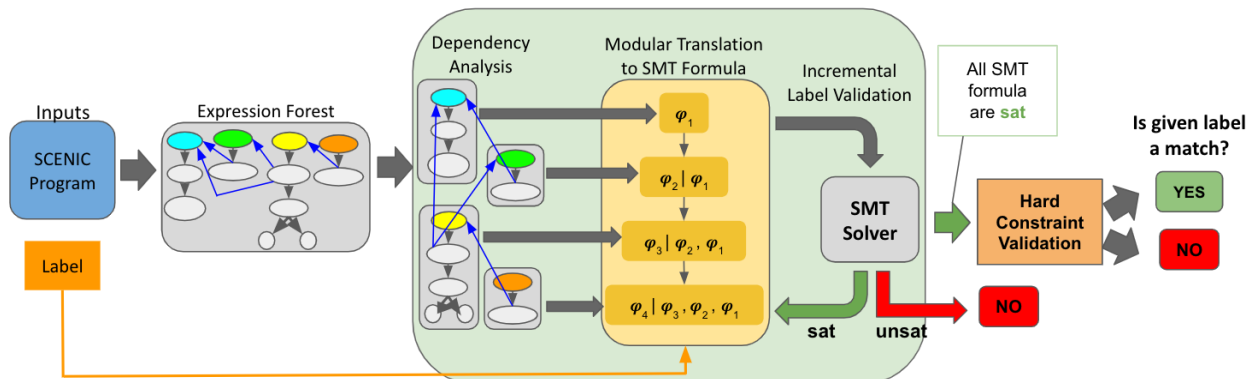 Inputs
SCENIC
Program
Label
Expression Forest
Dependency
Analysis
Modular Translation
to SMT Formula
φ1
φ2 | φ1
φ3 | φ2 , φ1
φ4 | φ3 , φ2 , φ1
Incremental
Label Validation
SMT
Solver
sat
unsat
All SMT
formula
are sat
Hard
Constraint
Validation
Is given label
a match?
YES
NO
NO